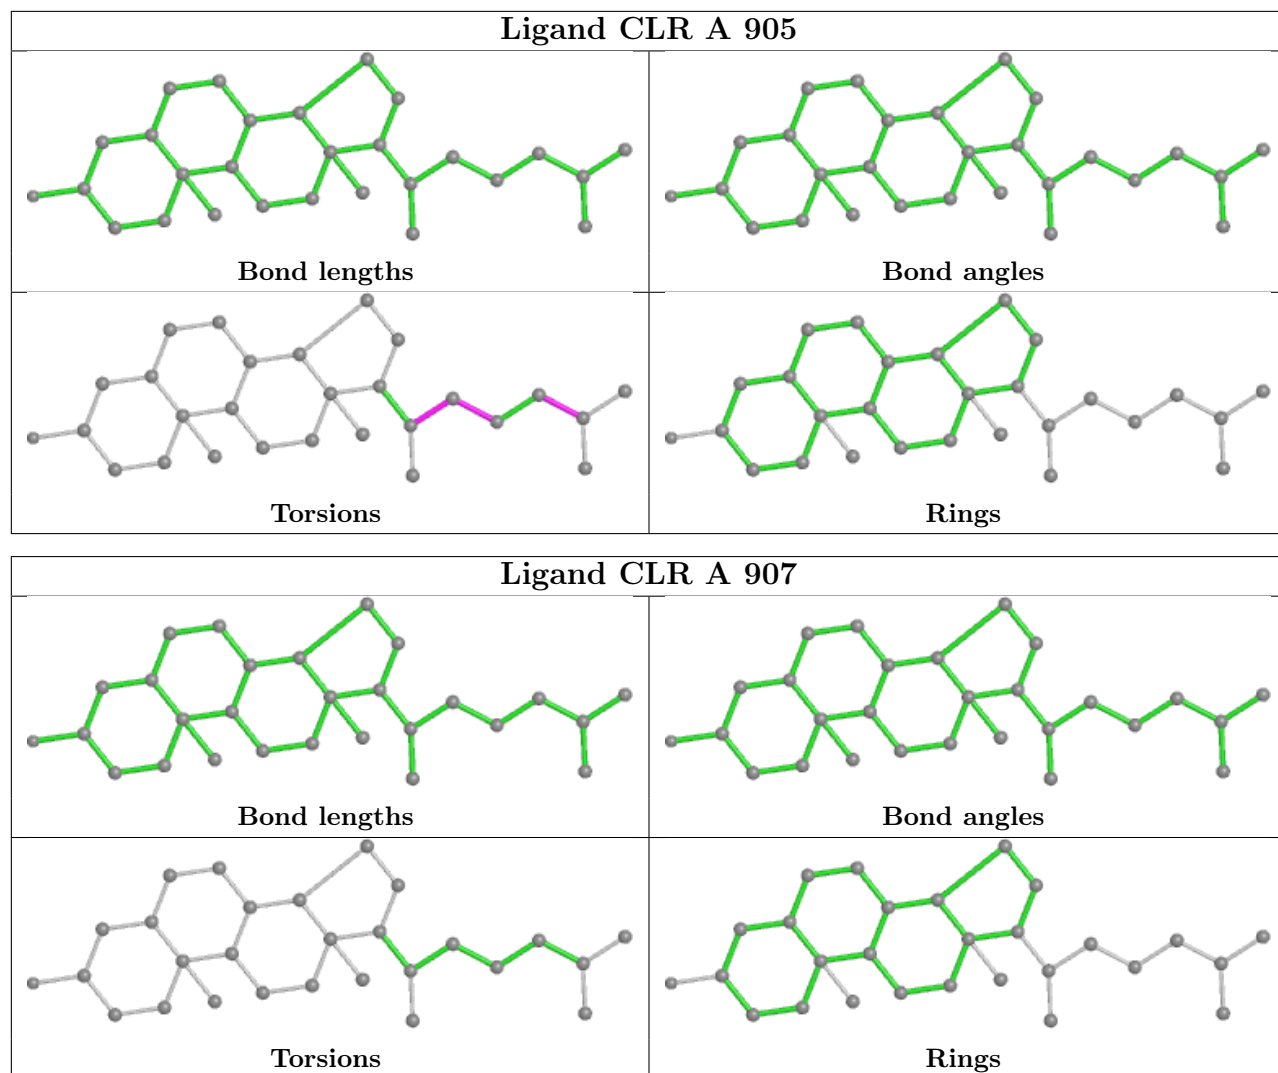 Ligand CLR A 905
Bond lengths
Bond angles
Torsions
Rings
Ligand CLR A 907
Bond lengths
Bond angles
Torsions
Rings